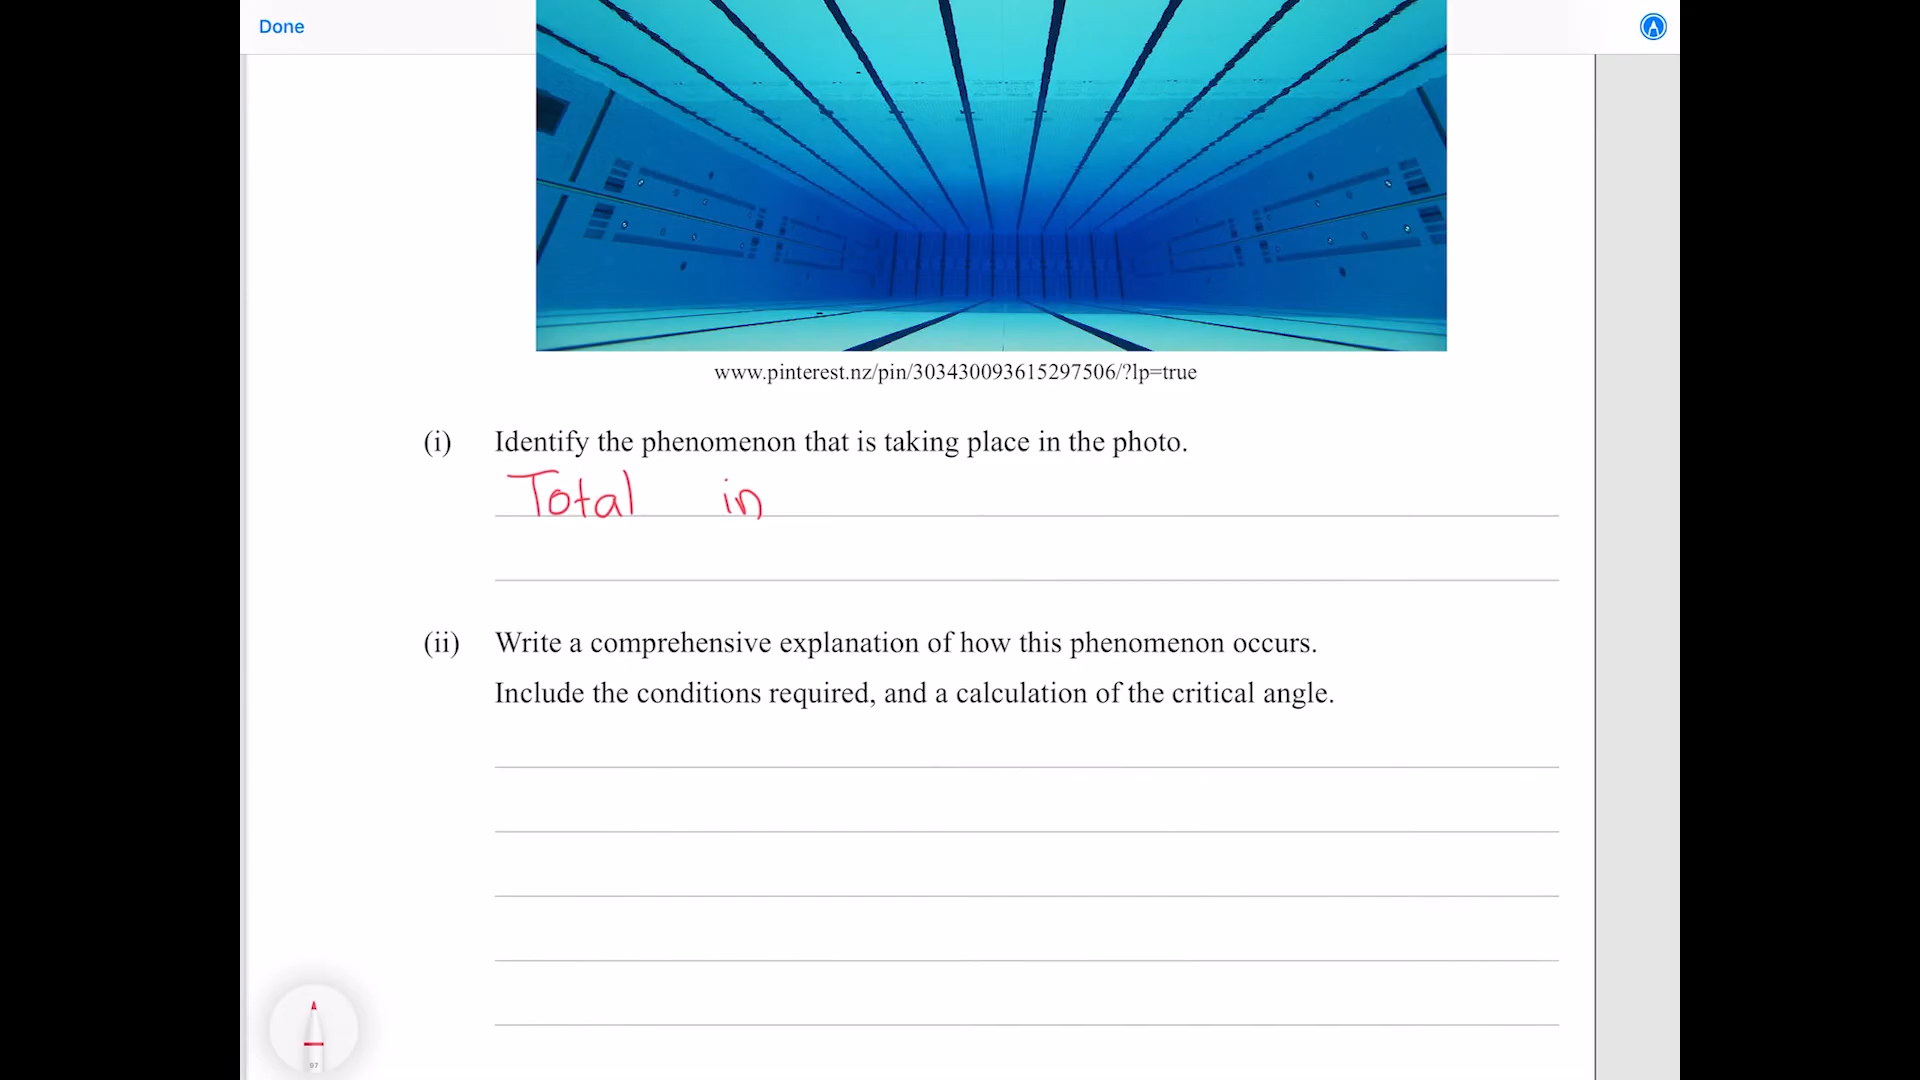 Done
www.pinterest.nz/pin/303430093615297506/?lp=true
(i) Identify the phenomenon that is taking place in the photo.
Total in
(ii) Write a comprehensive explanation of how this phenomenon occurs.
Include the conditions required, and a calculation of the critical angle.
97